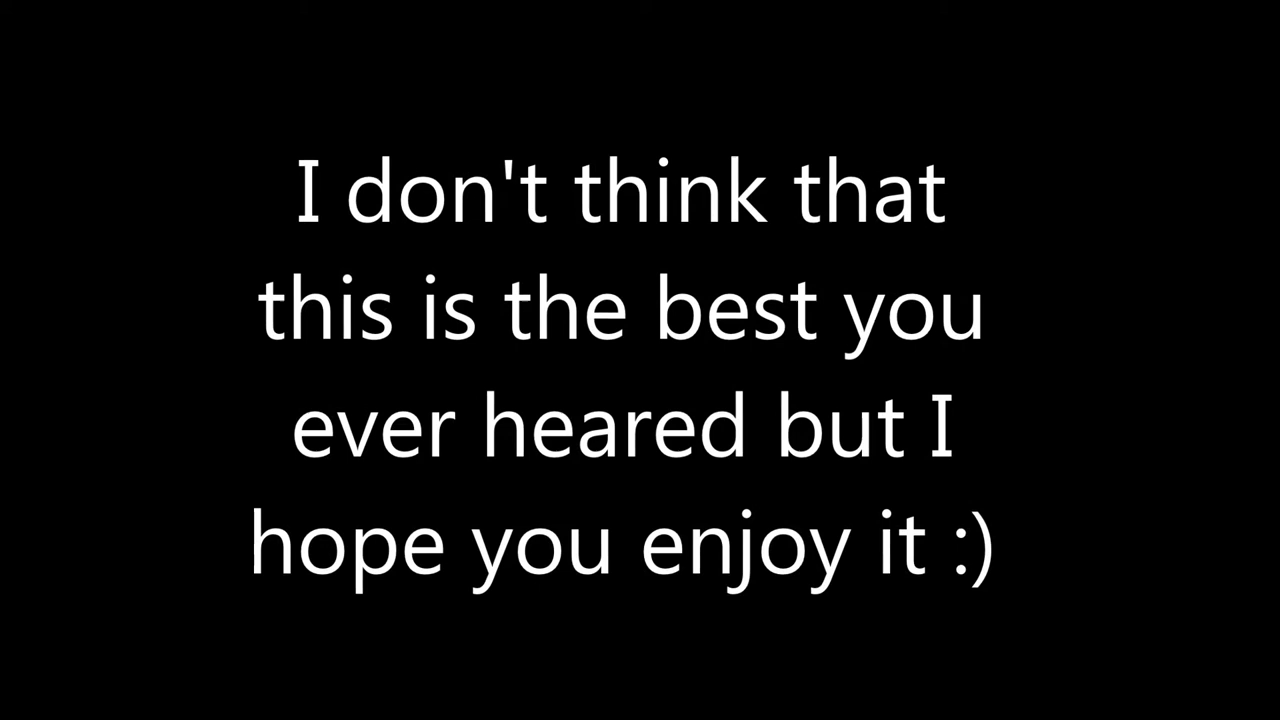 I don't think that
this is the best you
ever heared but I
hope you enjoy it :)